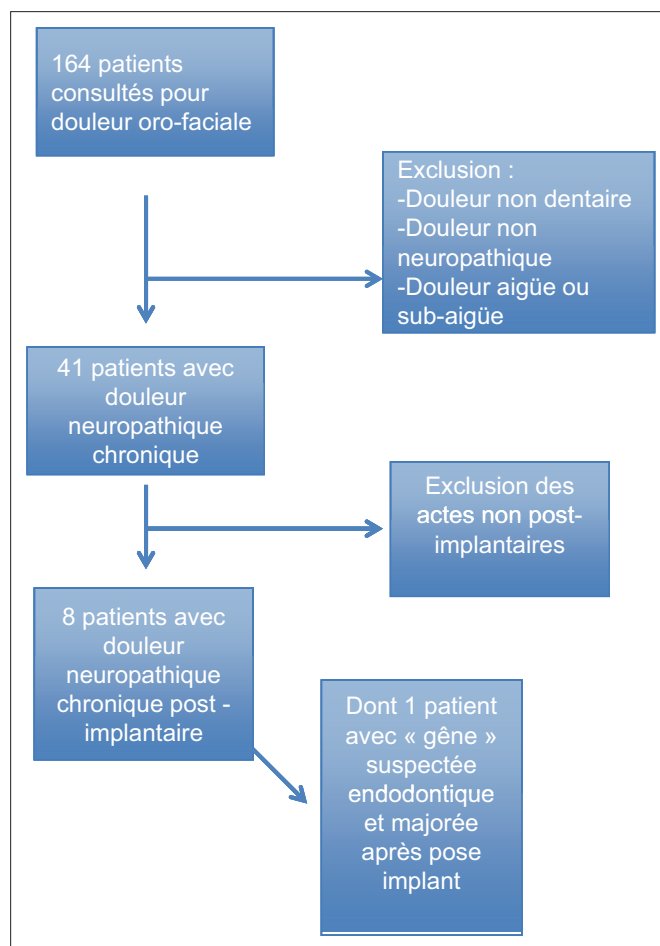 164 patients
consultés pour
douleur oro-faciale
Exclusion :
-Douleur non dentaire
-Douleur non
neuropathique
-Douleur aigüe ou
sub-aigüe
41 patients avec
douleur
neuropathique
chronique
Exclusion des
actes non post-
implantaires
8 patients avec
douleur
neuropathique
chronique post -
implantaire
Dont 1 patient
avec « gêne »
suspectée
endodontique
et majorée
après pose
implant